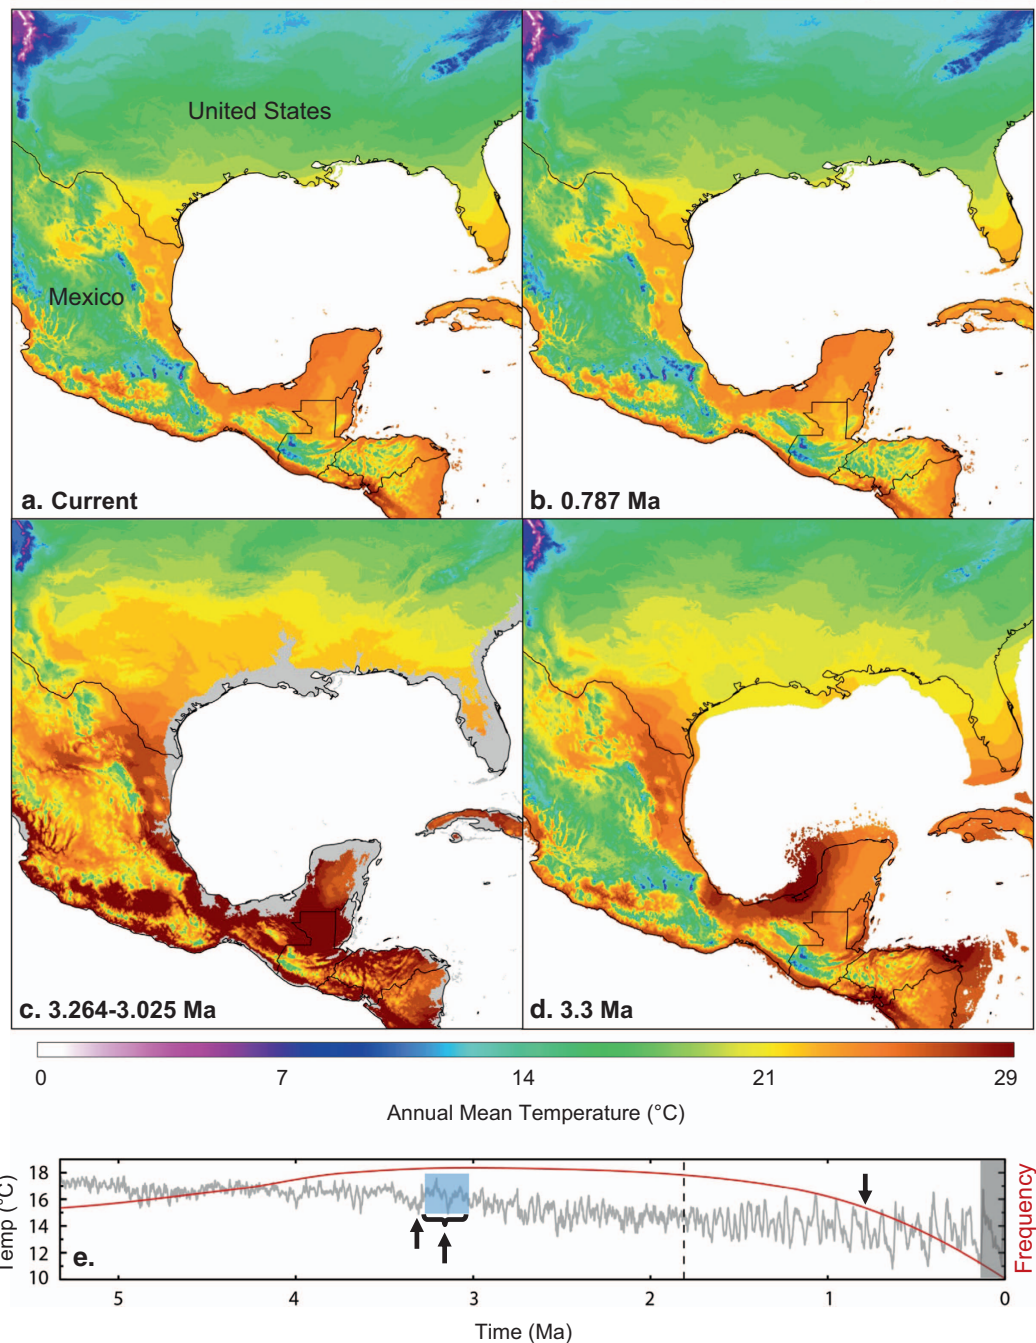 United States
Mexico
a. Current
b. 0.787 Ma
c. 3.264-3.025 Ma
d. 3.3 Ma
0 7 14 21 29
Annual Mean Temperature (°C)
Temp (°C)
18
16
14
12
10
e.
Frequency
5 4 3 2 1 0
Time (Ma)